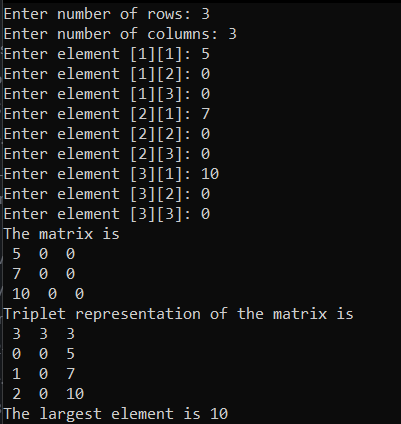 Enter number of rows: 3
Enter number of columns: 3
Enter element [1][1]: 5
Enter element [1][2]: 0
Enter element [1][3]: 0
Enter element [2][1]: 7
Enter element [2][2]: 0
Enter element [2][3]: 0
Enter element [3][1]: 10
Enter element [3][2]: 0
Enter element [3][3]: 0
The matrix is
 5  0  0
 7  0  0
 10  0  0
Triplet representation of the matrix is
 3  3  3
 0  0  5
 1  0  7
 2  0  10
The largest element is 10